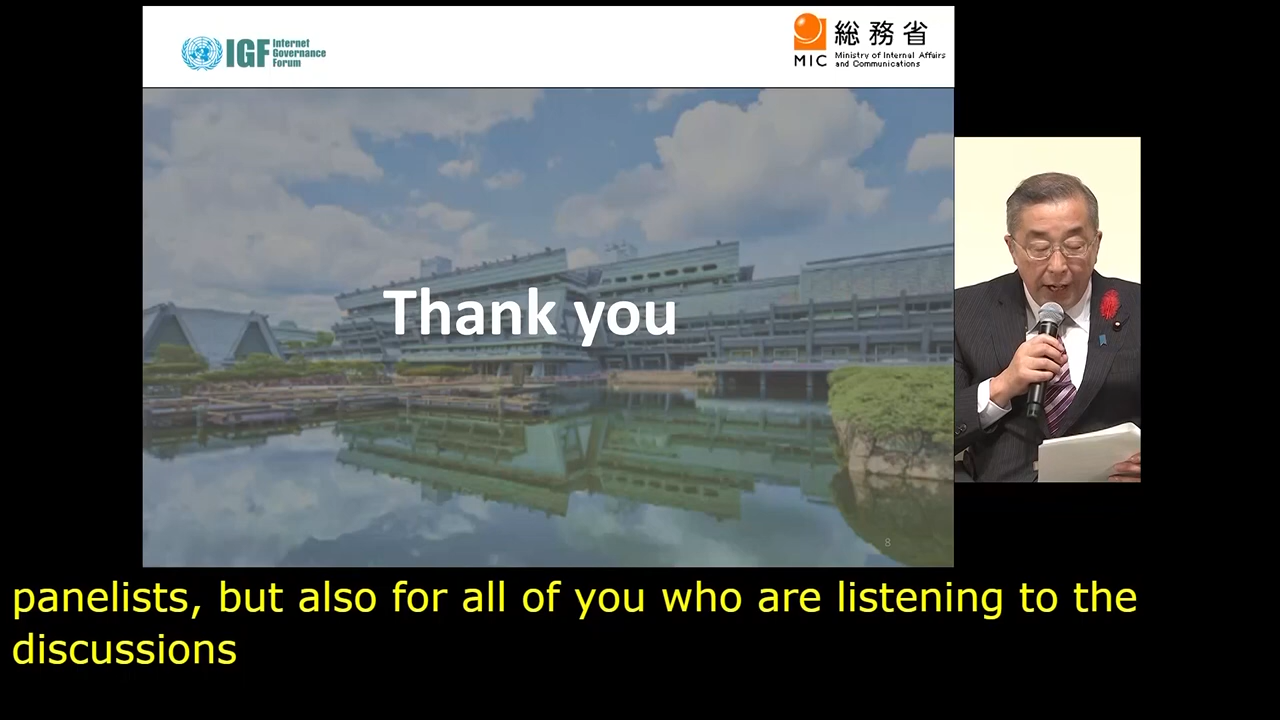 IGF
Internet
Governance
Forum
総務省
MIC
Ministry of Internal Affairs
and Communications
Thank you
8
panelists, but also for all of you who are listening to the
discussions